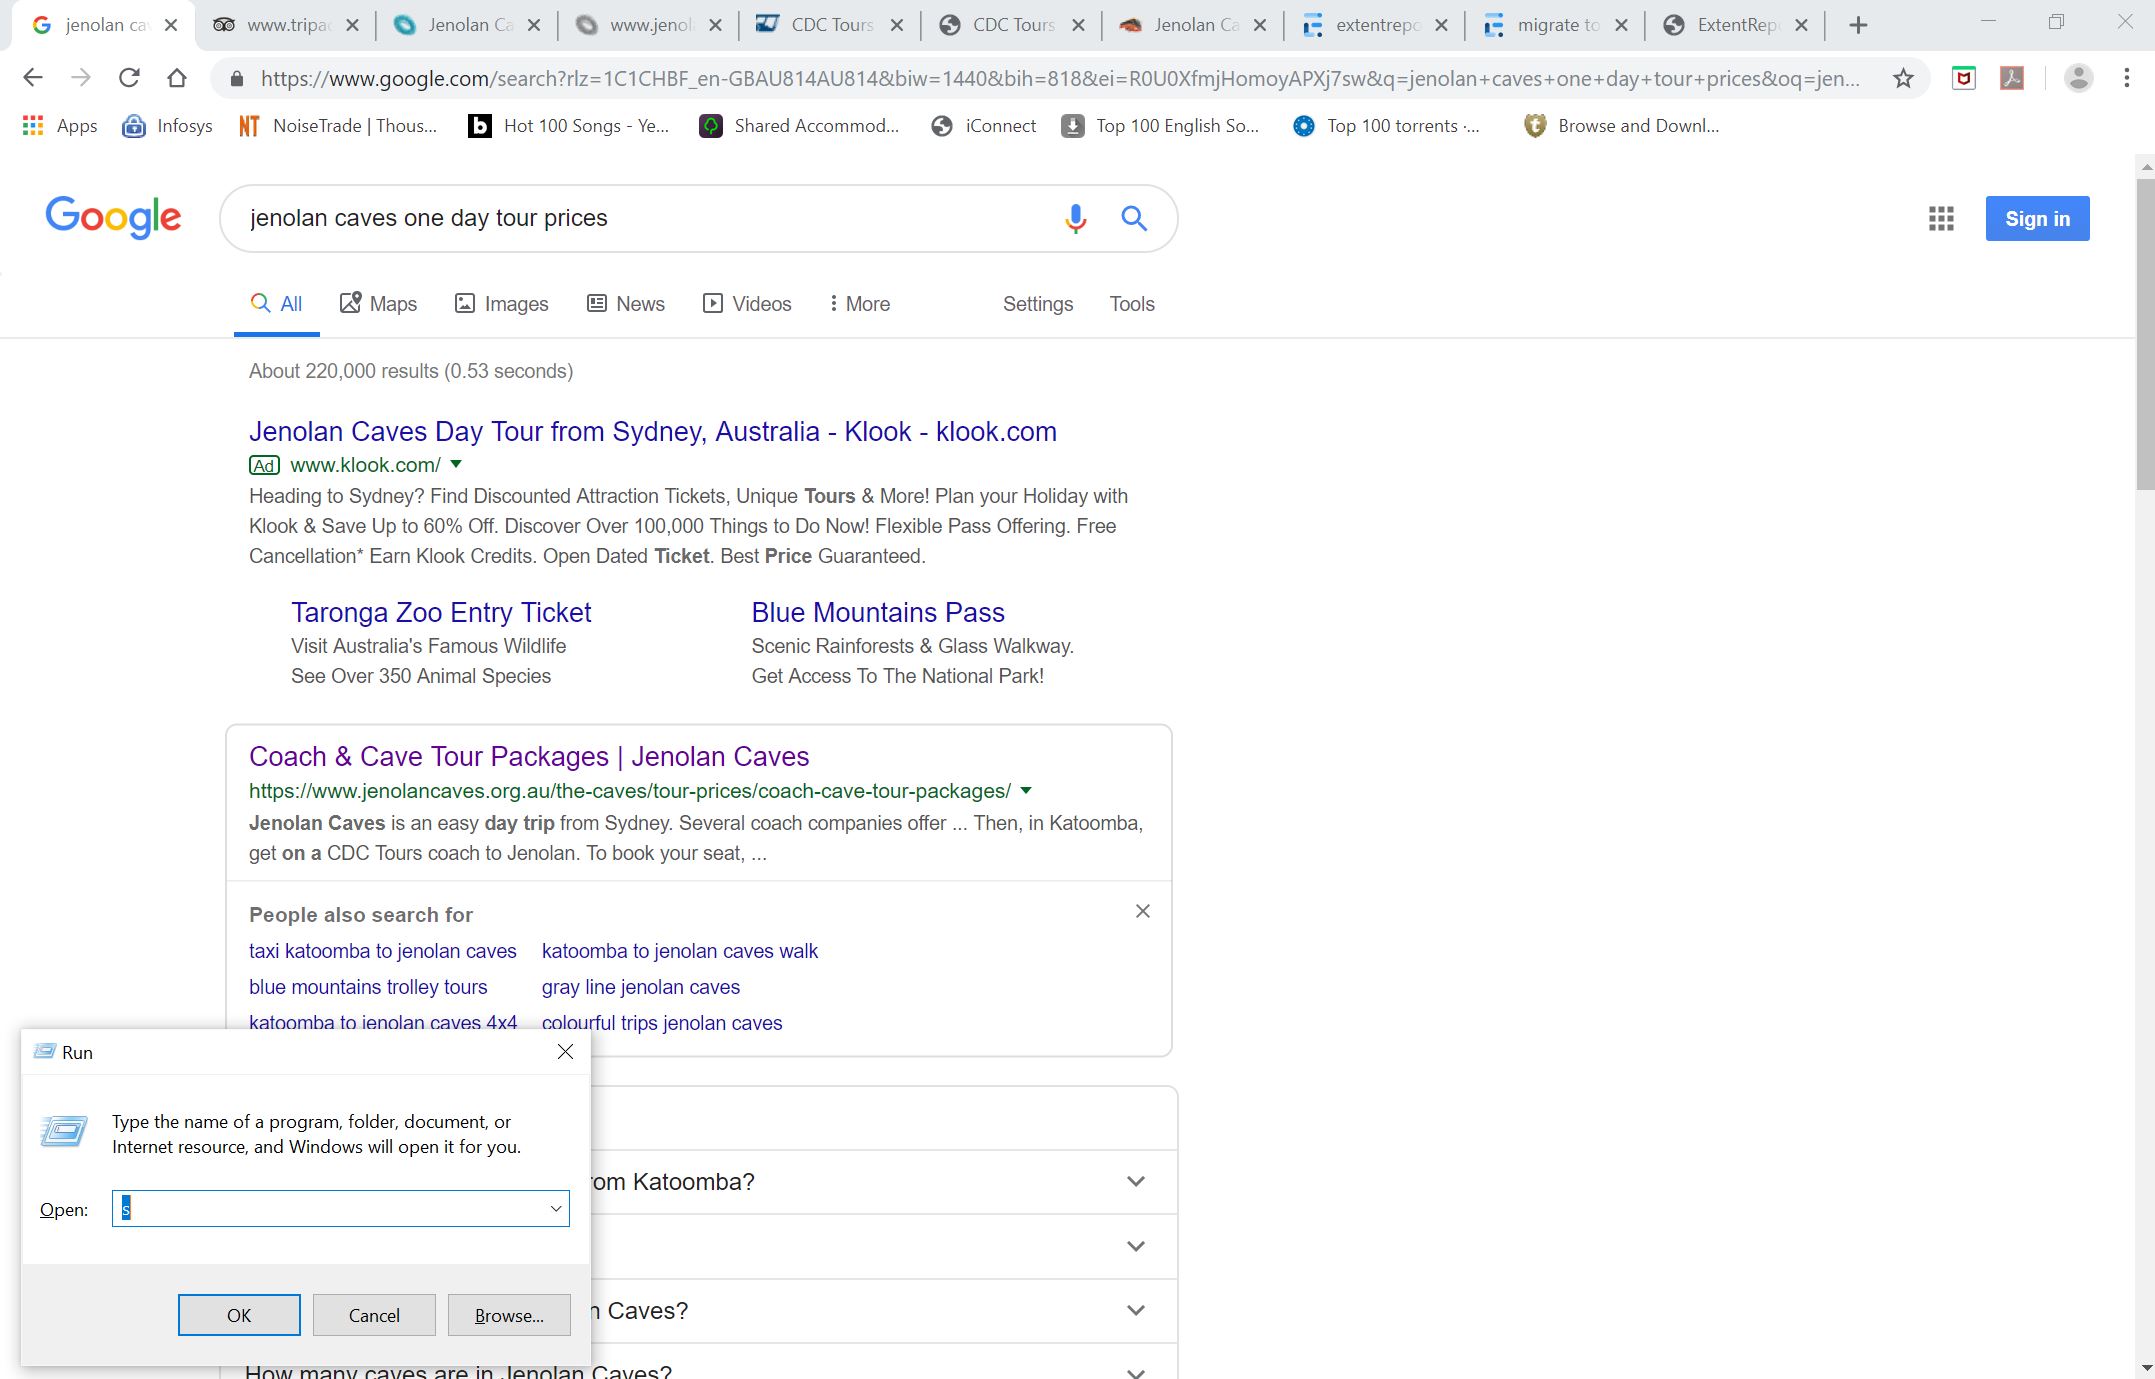 jenolan ca
www.tripa
Jenolan Ca
www.jenol
CDC Tours
CDC Tours
Jenolan Ca
extentrepo
migrate to
ExtentRep
https://www.google.com/search?rlz=1C1CHBF_en-GBAU814AU814&biw=1440&bih=818&ei=R0U0XfmjHomoyAPXj7sw&q=jenolan+caves+one+day+tour+prices&oq=jen...
Apps
Infosys
NoiseTrade | Thous...
Hot 100 Songs - Ye...
Shared Accommod...
iConnect
Top 100 English So...
Top 100 torrents ·...
Browse and Downl...
Google
jenolan caves one day tour prices
Sign in
All
Maps
Images
News
Videos
More
Settings
Tools
About 220,000 results (0.53 seconds)
Jenolan Caves Day Tour from Sydney, Australia - Klook - klook.com
Ad www.klook.com/
Heading to Sydney? Find Discounted Attraction Tickets, Unique Tours & More! Plan your Holiday with
Klook & Save Up to 60% Off. Discover Over 100,000 Things to Do Now! Flexible Pass Offering. Free
Cancellation* Earn Klook Credits. Open Dated Ticket. Best Price Guaranteed.
Taronga Zoo Entry Ticket
Visit Australia's Famous Wildlife
See Over 350 Animal Species
Blue Mountains Pass
Scenic Rainforests & Glass Walkway.
Get Access To The National Park!
Coach & Cave Tour Packages | Jenolan Caves
https://www.jenolancaves.org.au/the-caves/tour-prices/coach-cave-tour-packages/
Jenolan Caves is an easy day trip from Sydney. Several coach companies offer ... Then, in Katoomba,
get on a CDC Tours coach to Jenolan. To book your seat, ...
People also search for
taxi katoomba to jenolan caves
katoomba to jenolan caves walk
blue mountains trolley tours
gray line jenolan caves
katoomba to jenolan caves 4x4
colourful trips jenolan caves
Run
Type the name of a program, folder, document, or
Internet resource, and Windows will open it for you.
Open:
s
OK
Cancel
Browse...
om Katoomba?
n Caves?
How many caves are in Jenolan Caves?